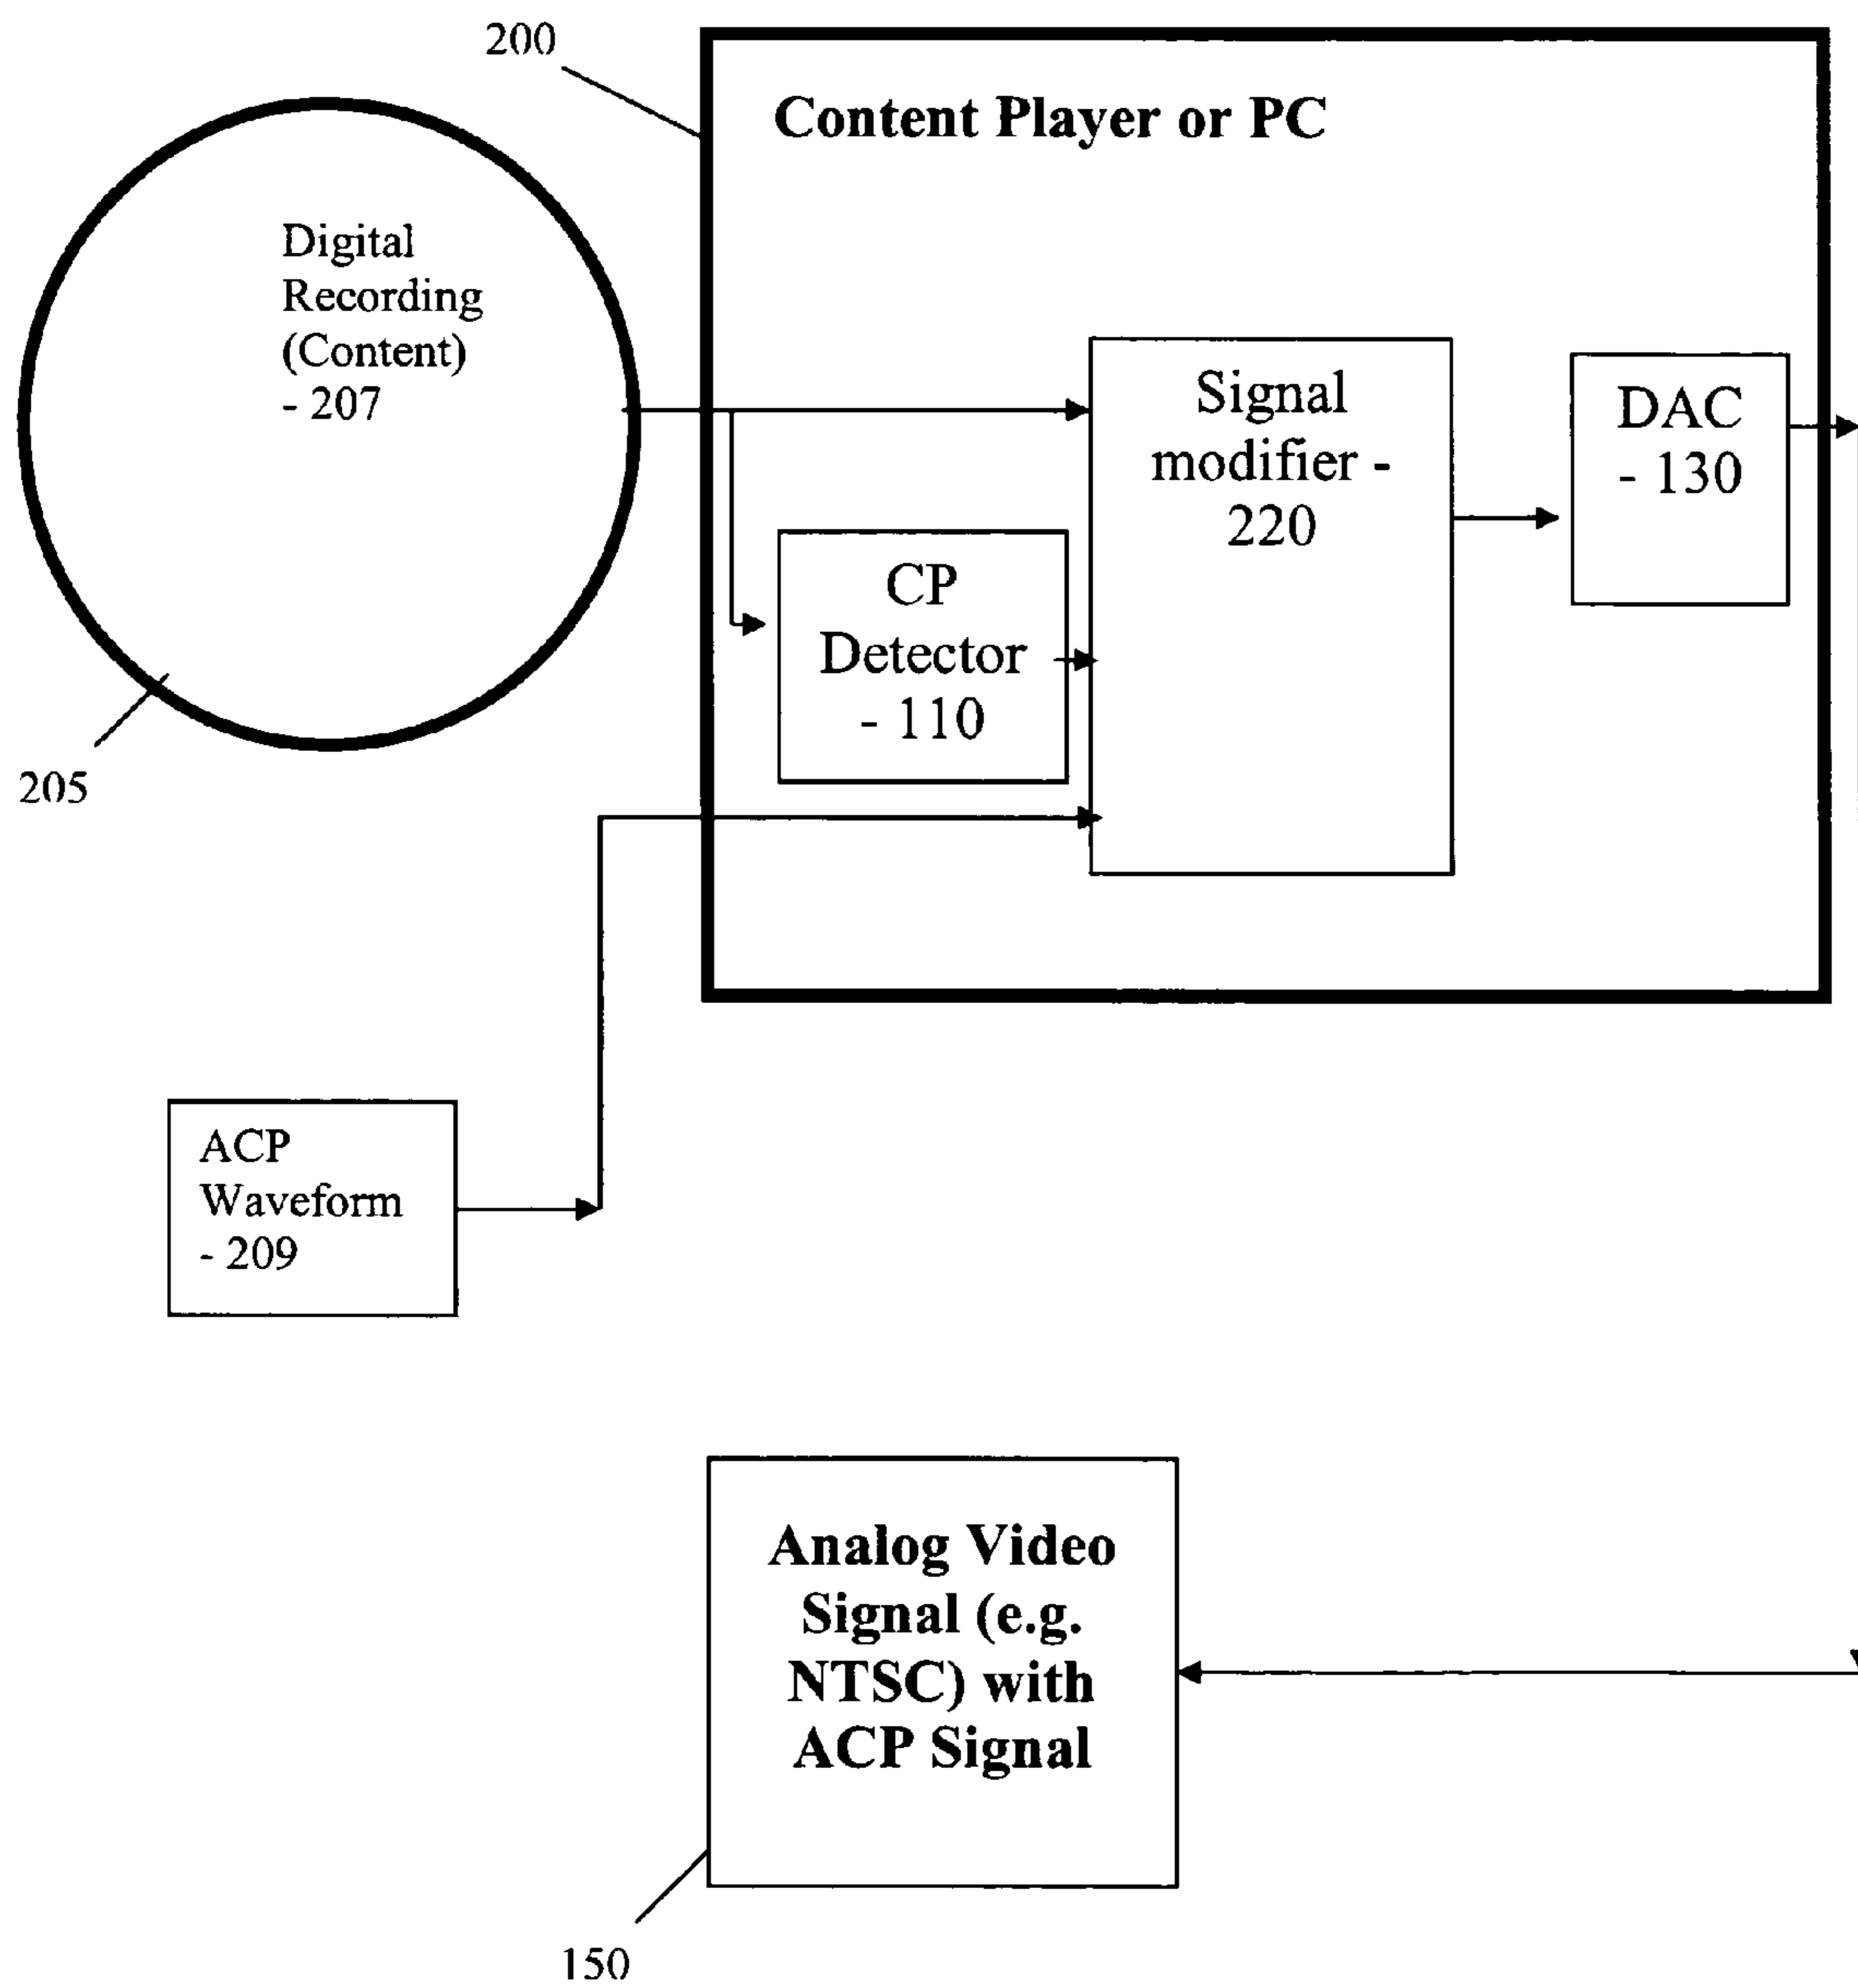 200
Content Player or PC
Digital
Recording
(Content)
- 207
Signal
modifier -
220
DAC
- 130
CP
Detector
- 110
205
ACP
Waveform
- 209
Analog Video
Signal (e.g.
NTSC) with
ACP Signal
150